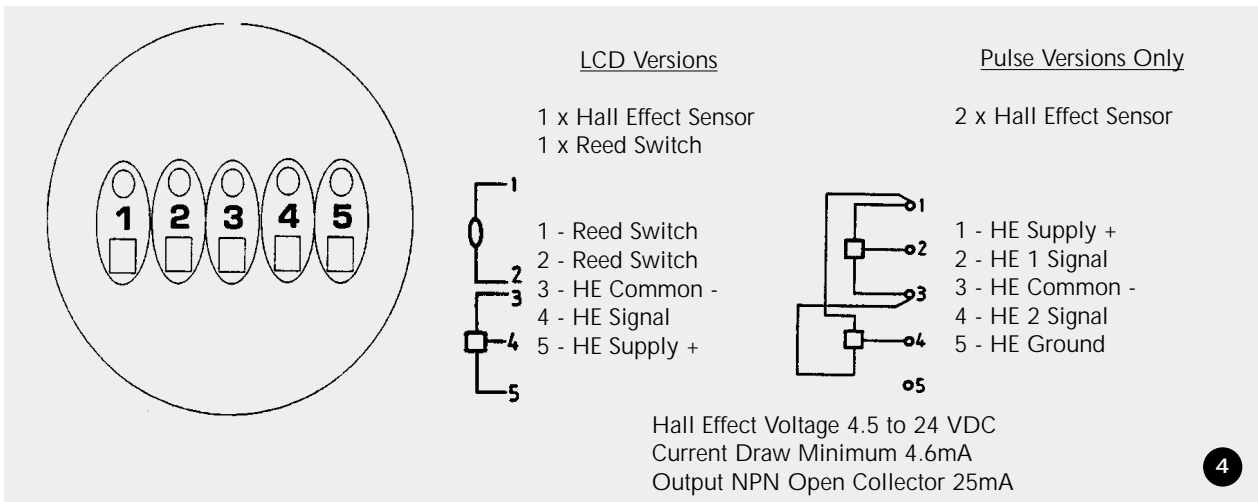 LCD Versions
1 x Hall Effect Sensor
1 x Reed Switch
1 2 3 4 5
1
2
3
4
5
1 - Reed Switch
2 - Reed Switch
3 - HE Common -
4 - HE Signal
5 - HE Supply +
Pulse Versions Only
2 x Hall Effect Sensor
1
2
3
4
5
1 - HE Supply +
2 - HE 1 Signal
3 - HE Common -
4 - HE 2 Signal
5 - HE Ground
Hall Effect Voltage 4.5 to 24 VDC
Current Draw Minimum 4.6mA
Output NPN Open Collector 25mA
4